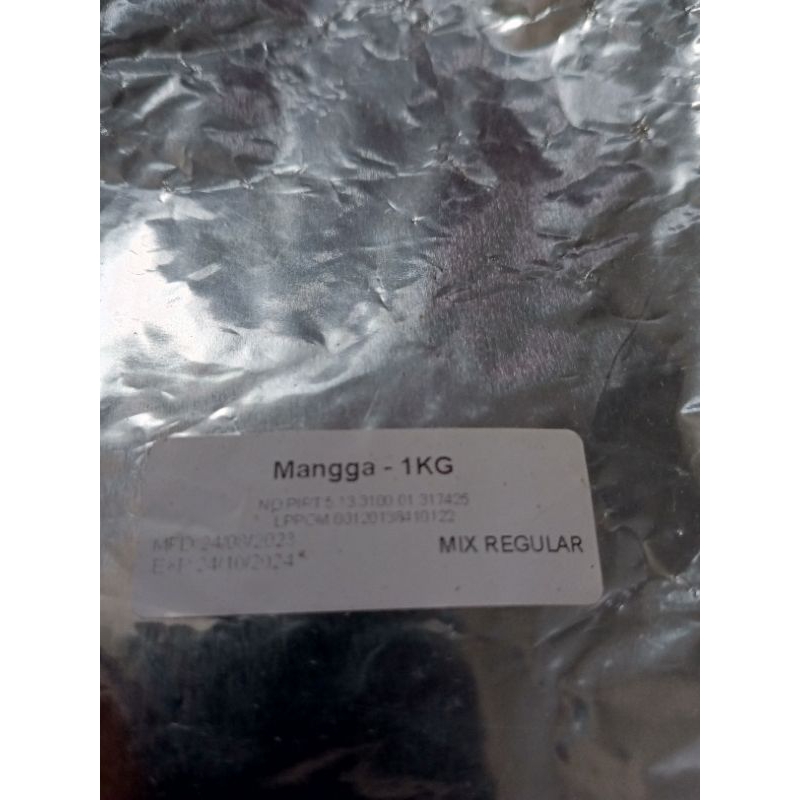 Mangga - 1KG
NO PIRT 5 13 3100 01 317425
LPPOM 00120138410122
MFD 24/08/2023
MIX REGULAR
EXP 24/10/2024